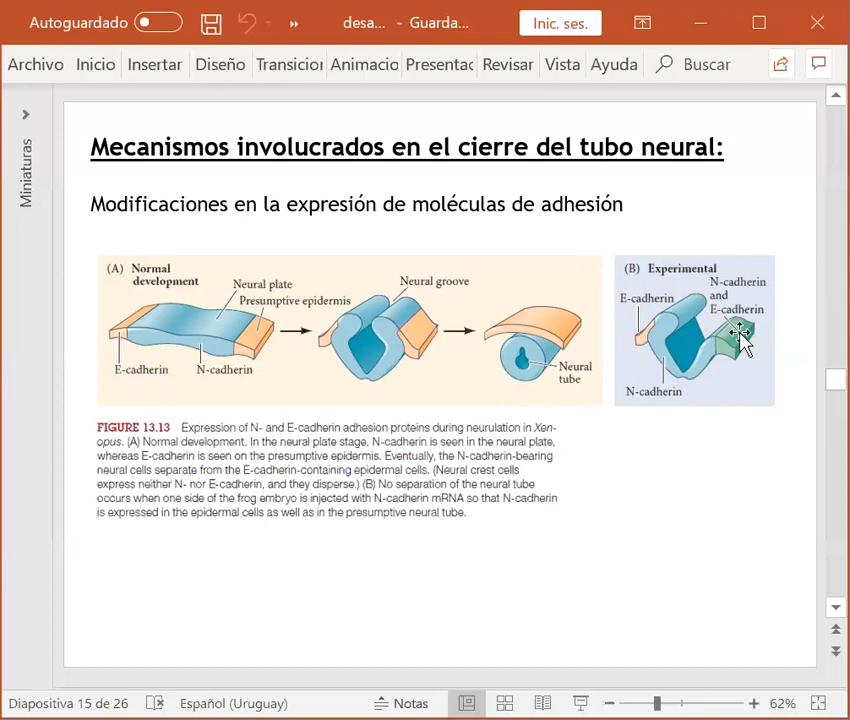 Autoguardado
desa... - Guarda...
Inic. ses.
Archivo Inicio Insertar Diseño Transicior Animacio Presentac Revisar Vista Ayuda Buscar
Miniaturas
Mecanismos involucrados en el cierre del tubo neural:
Modificaciones en la expresión de moléculas de adhesión
(A) Normal
development
Neural plate
Presumptive epidermis
Neural groove
E-cadherin
N-cadherin
Neural
tube
(B) Experimental
N-cadherin
and
E-cadherin
E-cadherin
N-cadherin
FIGURE 13.13 Expression of N- and E-cadherin adhesion proteins during neurulation in Xen-
opus. (A) Normal development. In the neural plate stage, N-cadherin is seen in the neural plate,
whereas E-cadherin is seen on the presumptive epidermis. Eventually, the N-cadherin-bearing
neural cells separate from the E-cadherin-containing epidermal cells. (Neural crest cells
express neither N- nor E-cadherin, and they disperse.) (B) No separation of the neural tube
occurs when one side of the frog embryo is injected with N-cadherin mRNA so that N-cadherin
is expressed in the epidermal cells as well as in the presumptive neural tube.
Diapositiva 15 de 26 Español (Uruguay) Notas 62%